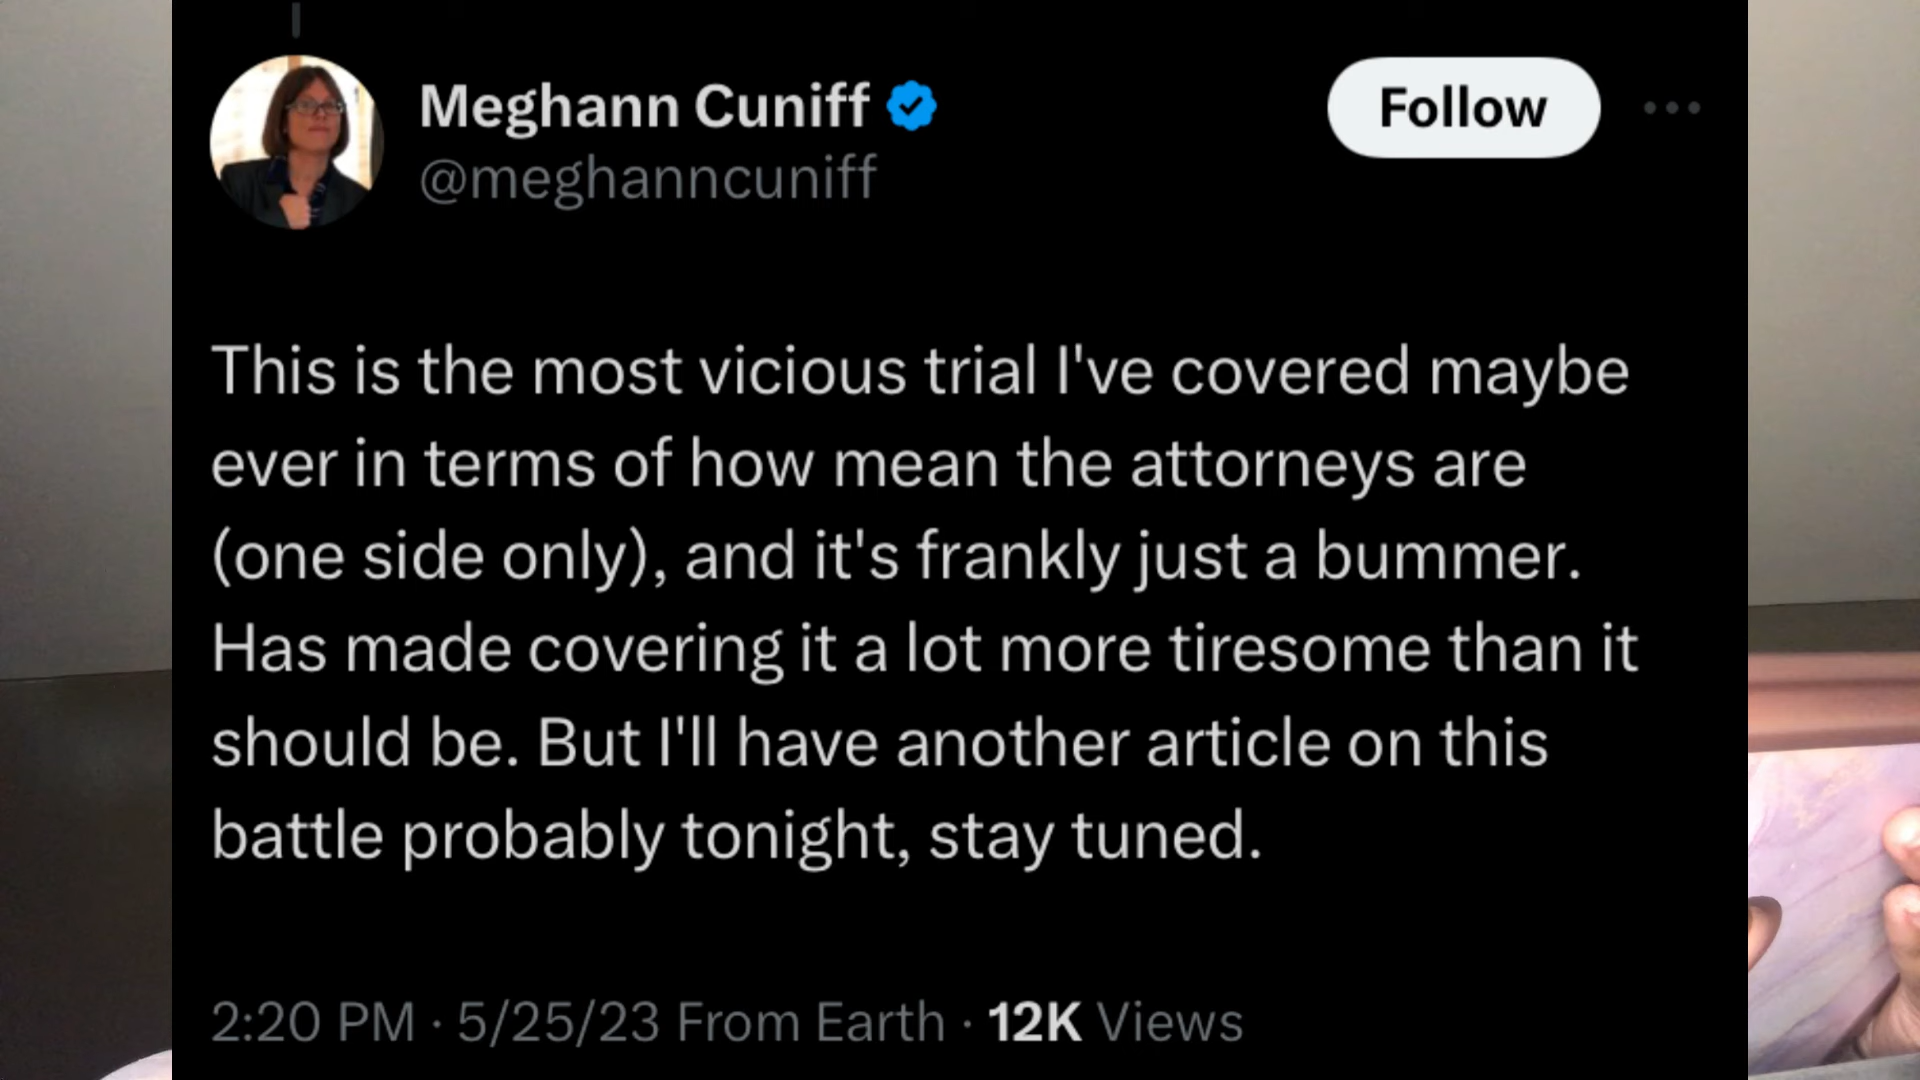 Meghann Cuniff
Follow
@meghanncuniff
This is the most vicious trial I've covered maybe
ever in terms of how mean the attorneys are
(one side only), and it's frankly just a bummer.
Has made covering it a lot more tiresome than it
should be. But I'll have another article on this
battle probably tonight, stay tuned.
2:20 PM · 5/25/23 From Earth · 12K Views